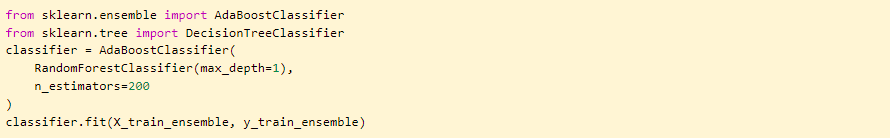 from sklearn.ensemble import AdaBoostClassifier
from sklearn.tree import DecisionTreeClassifier
classifier = AdaBoostClassifier(
    RandomForestClassifier(max_depth=1),
    n_estimators=200
)
classifier.fit(X_train_ensemble, y_train_ensemble)